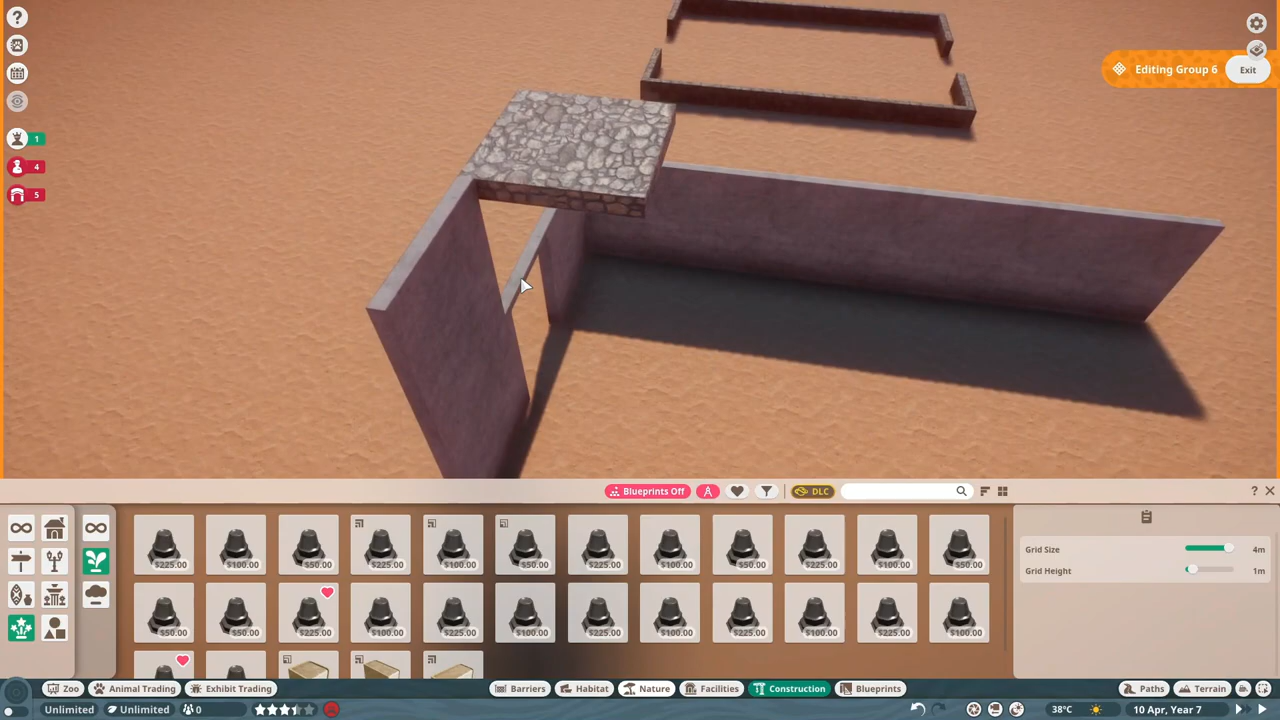 ?
1
4
5
Editing Group 6
Exit
Blueprints Off
DLC
?
$225.00 $100.00 $50.00 $225.00 $100.00 $50.00 $225.00 $100.00 $50.00 $225.00 $100.00 $50.00
$50.00 $50.00 $225.00 $100.00 $225.00 $100.00 $225.00 $100.00 $225.00 $100.00 $225.00 $100.00
Grid Size 4m
Grid Height 1m
Zoo Animal Trading Exhibit Trading Barriers Habitat Nature Facilities Construction Blueprints Paths Terrain
Unlimited Unlimited 0 38°C 10 Apr, Year 7